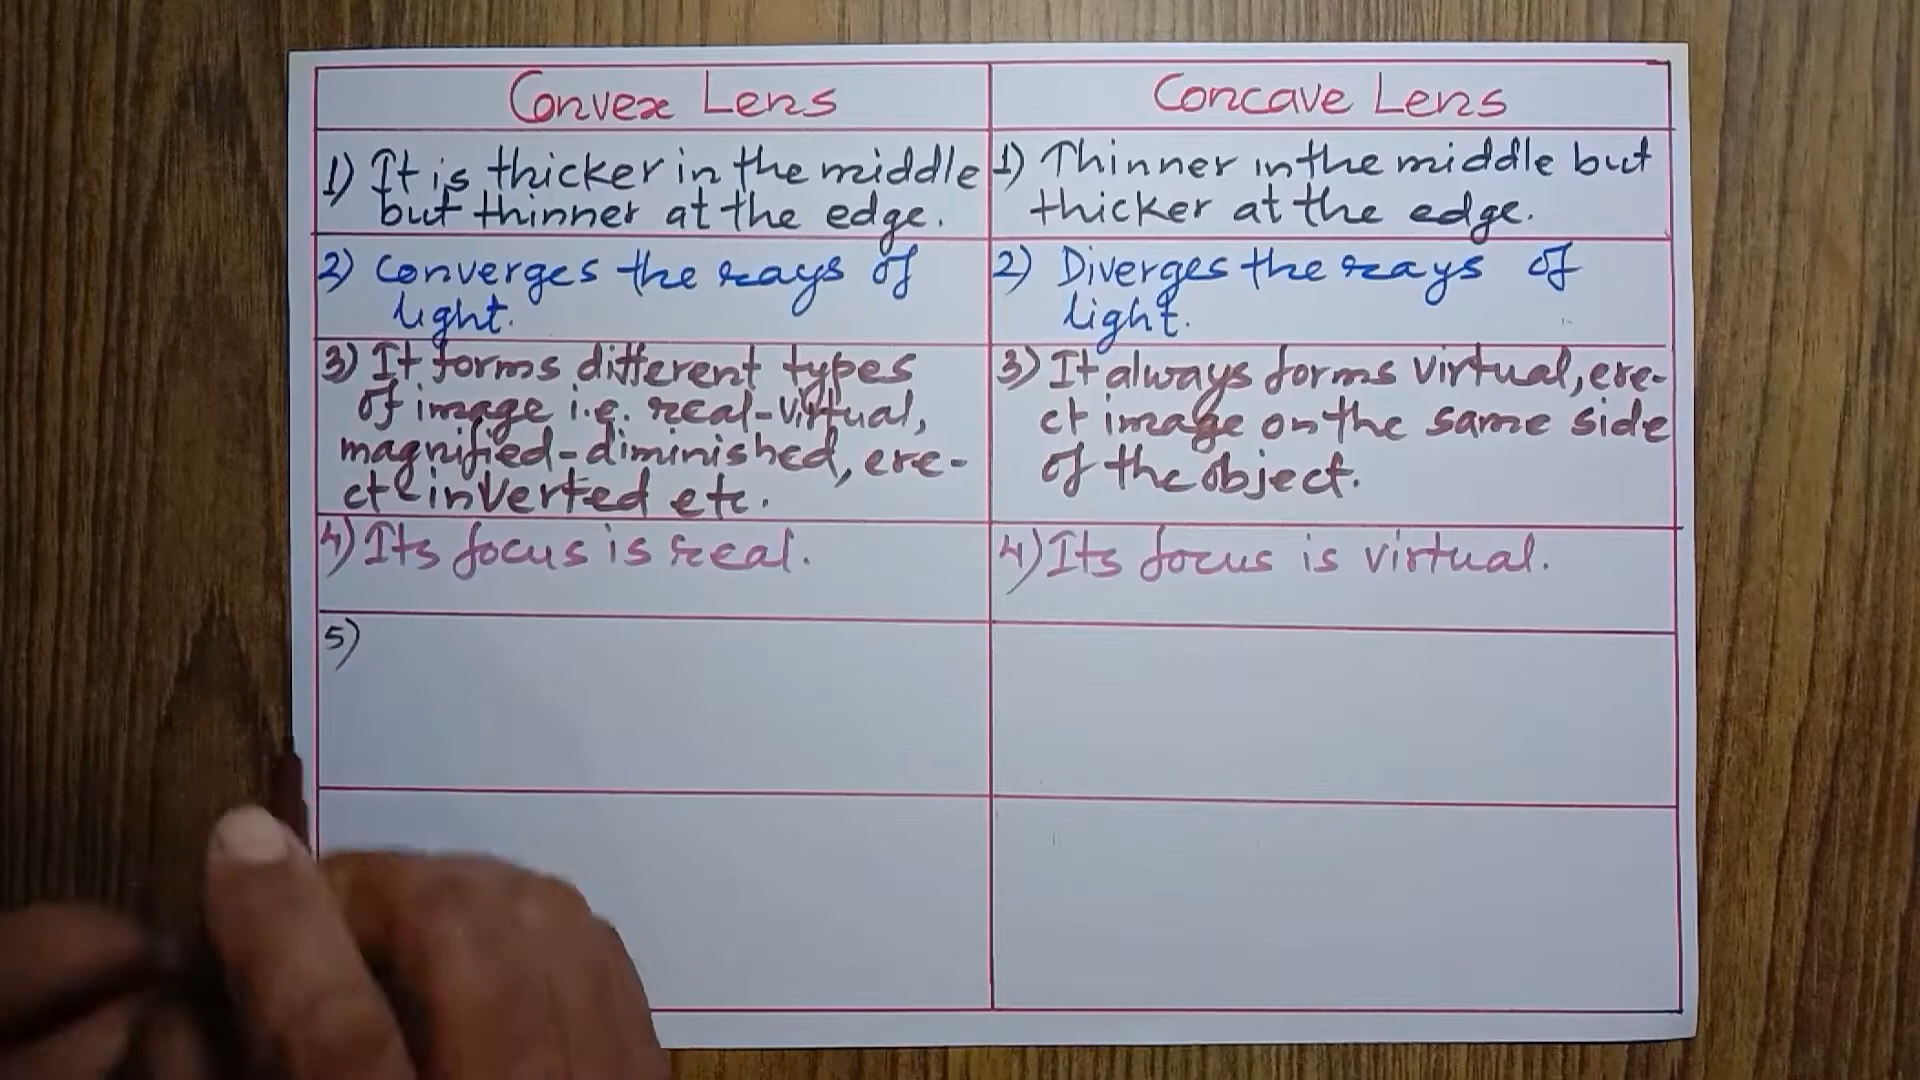 Convex Lens
Concave Lens
1) It is thicker in the middle
but thinner at the edge.
1) Thinner in the middle but
thicker at the edge.
2) Converges the rays of
light.
2) Diverges the rays of
light.
3) It forms different types
of image i.e. real-virtual,
magnified-diminished, ere-
ct & inverted etc.
3) It always forms virtual, ere-
ct image on the same side
of the object.
4) Its focus is real.
4) Its focus is virtual.
5)